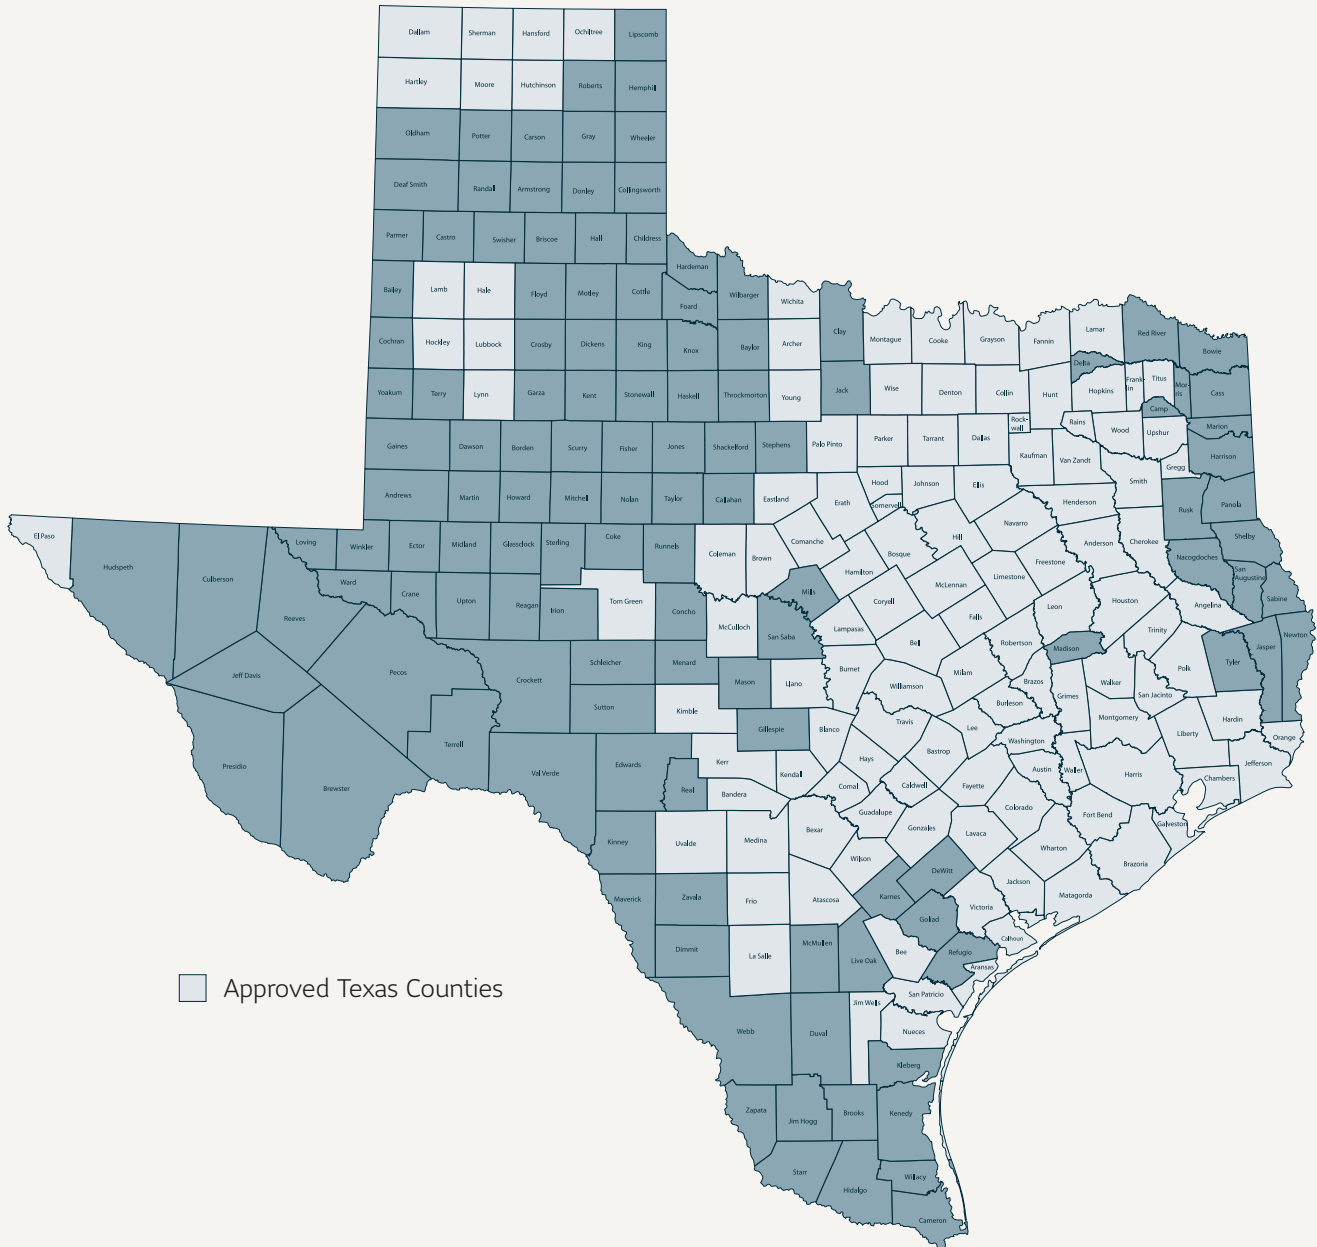 Dallam Sherman Hansford Ochiltree Lipscomb
Hartley Moore Hutchinson Roberts Hemphill
Oldham Potter Carson Gray Wheeler
Deaf Smith Randall Armstrong Donley Collingsworth
Parmer Castro Swisher Briscoe Hall Childress
Hardeman
Bailey Lamb Hale Floyd Motley Cottle Foard Wilbarger Wichita
Clay
Cochran Hockley Lubbock Crosby Dickens King Knox Baylor Archer Montague Cooke Grayson Fannin Lamar Red River Bowie
Delta
Yoakum Terry Lynn Garza Kent Stonewall Haskell Throckmorton Young Jack Wise Denton Collin Hunt Hopkins Frank-
lin Titus Mor-
ris Cass
Camp
Rock-
wall Rains Wood Upshur Marion
Gaines Dawson Borden Scurry Fisher Jones Shackelford Stephens Palo Pinto Parker Tarrant Dallas Kaufman Van Zandt Gregg Harrison
Andrews Martin Howard Mitchell Nolan Taylor Callahan Eastland Erath Hood Johnson Ellis Henderson Smith Rusk Panola
Somervell
El Paso Hudspeth Culberson Loving Winkler Ector Midland Glassclock Sterling Coke Runnels Coleman Brown Comanche Bosque Hill Navarro Anderson Cherokee Nacogdoches Shelby
Reeves Ward Crane Upton Reagan Irion Tom Green Concho McCulloch Mills Hamilton McLennan Limestone Freestone San
Augustine Sabine
San Saba Lampasas Coryell Bell Falls Leon Houston Angelina Trinity Newton
Jeff Davis Pecos Crockett Schleicher Menard Mason Llano Burnet Milam Robertson Madison Polk Tyler Jasper
Sutton Kimble Williamson Brazos Grimes Walker San Jacinto
Gillespie Blanco Travis Burleson Lee Washington Montgomery Liberty Hardin Orange
Presidio Brewster Terrell Val Verde Edwards Real Kerr Kendall Hays Bastrop Austin Waller Harris Chambers Jefferson
Bandera Comal Caldwell Fayette Colorado
Guadalupe Fort Bend Galveston
Kinney Uvalde Medina Bexar Gonzales Lavaca Wharton Brazoria
Wilson DeWitt Jackson Matagorda
Maverick Zavala Frio Atascosa Karnes Victoria
Goliad
Dimmit La Salle McMullen Live Oak Bee Refugio Calhoun
Aransas
Approved Texas Counties
San Patricio
Webb Duval Jim Wells Nueces
Kleberg
Zapata Jim Hogg Brooks Kenedy
Starr Hidalgo Willacy
Cameron